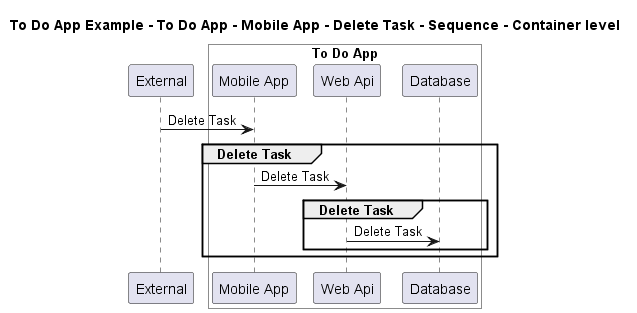 To Do App Example - To Do App - Mobile App - Delete Task - Sequence - Container level
To Do App
External Mobile App Web Api Database
Delete Task
Delete Task
Delete Task
Delete Task
Delete Task
External Mobile App Web Api Database